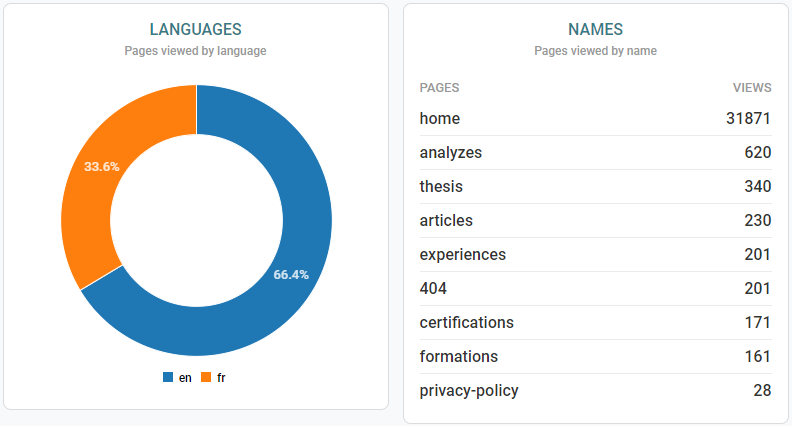 LANGUAGES
Pages viewed by language
33.6%
66.4%
en fr
NAMES
Pages viewed by name
PAGES VIEWS
home 31871
analyzes 620
thesis 340
articles 230
experiences 201
404 201
certifications 171
formations 161
privacy-policy 28